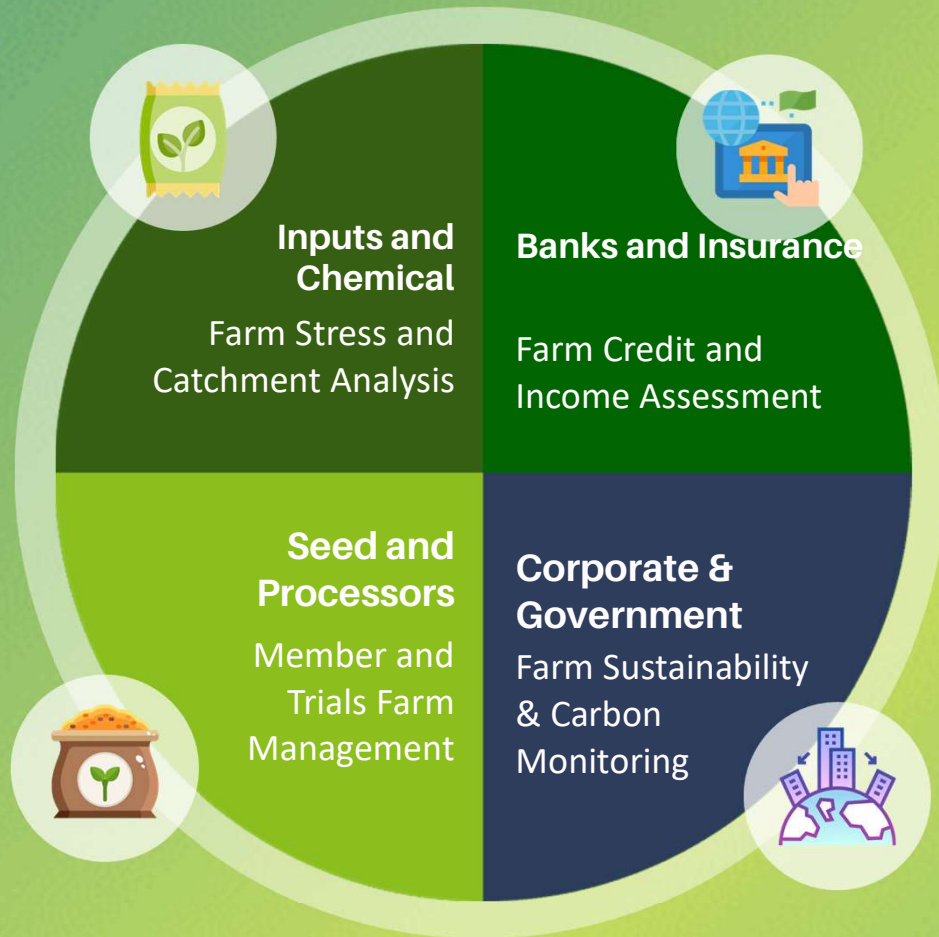 Inputs and
Chemical
Farm Stress and
Catchment Analysis
Banks and Insurance
Farm Credit and
Income Assessment
Seed and
Processors
Member and
Trials Farm
Management
Corporate &
Government
Farm Sustainability
& Carbon
Monitoring